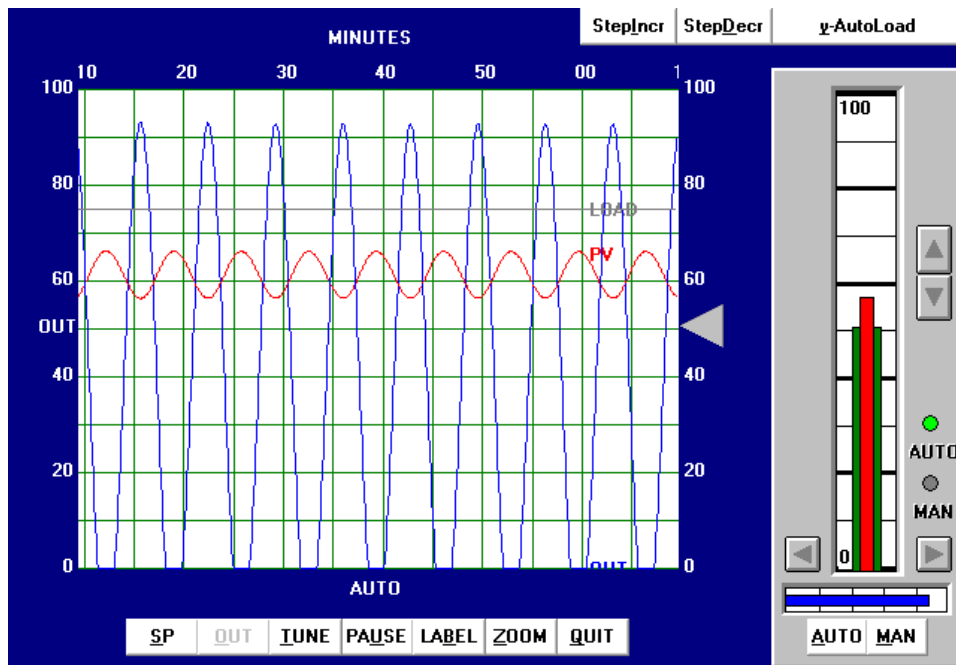 StepIncr StepDecr y-AutoLoad
MINUTES
10 20 30 40 50 00 1
100 100 100
80 80
LOAD
PV
60 60
OUT
40 40
AUTO
20 20
MAN
0 OUT 0 0
AUTO
SP OUT TUNE PAUSE LABEL ZOOM QUIT AUTO MAN